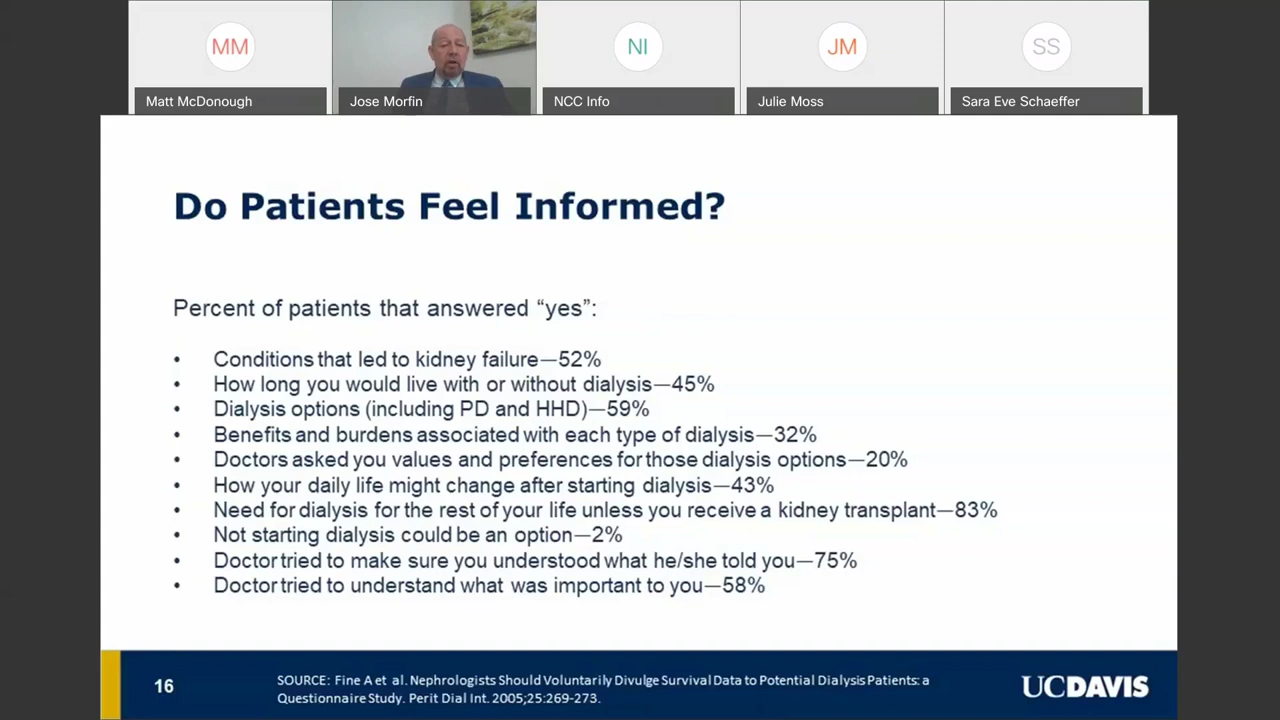 MM
NI
JM
SS
Matt McDonough
Jose Morfin
NCC Info
Julie Moss
Sara Eve Schaeffer
Do Patients Feel Informed?
Percent of patients that answered “yes”:
• Conditions that led to kidney failure—52%
• How long you would live with or without dialysis—45%
• Dialysis options (including PD and HHD)—59%
• Benefits and burdens associated with each type of dialysis—32%
• Doctors asked you values and preferences for those dialysis options—20%
• How your daily life might change after starting dialysis—43%
• Need for dialysis for the rest of your life unless you receive a kidney transplant—83%
• Not starting dialysis could be an option—2%
• Doctor tried to make sure you understood what he/she told you—75%
• Doctor tried to understand what was important to you—58%
16
SOURCE: Fine A et al. Nephrologists Should Voluntarily Divulge Survival Data to Potential Dialysis Patients: a
Questionnaire Study. Perit Dial Int. 2005;25:269-273.
UCDAVIS